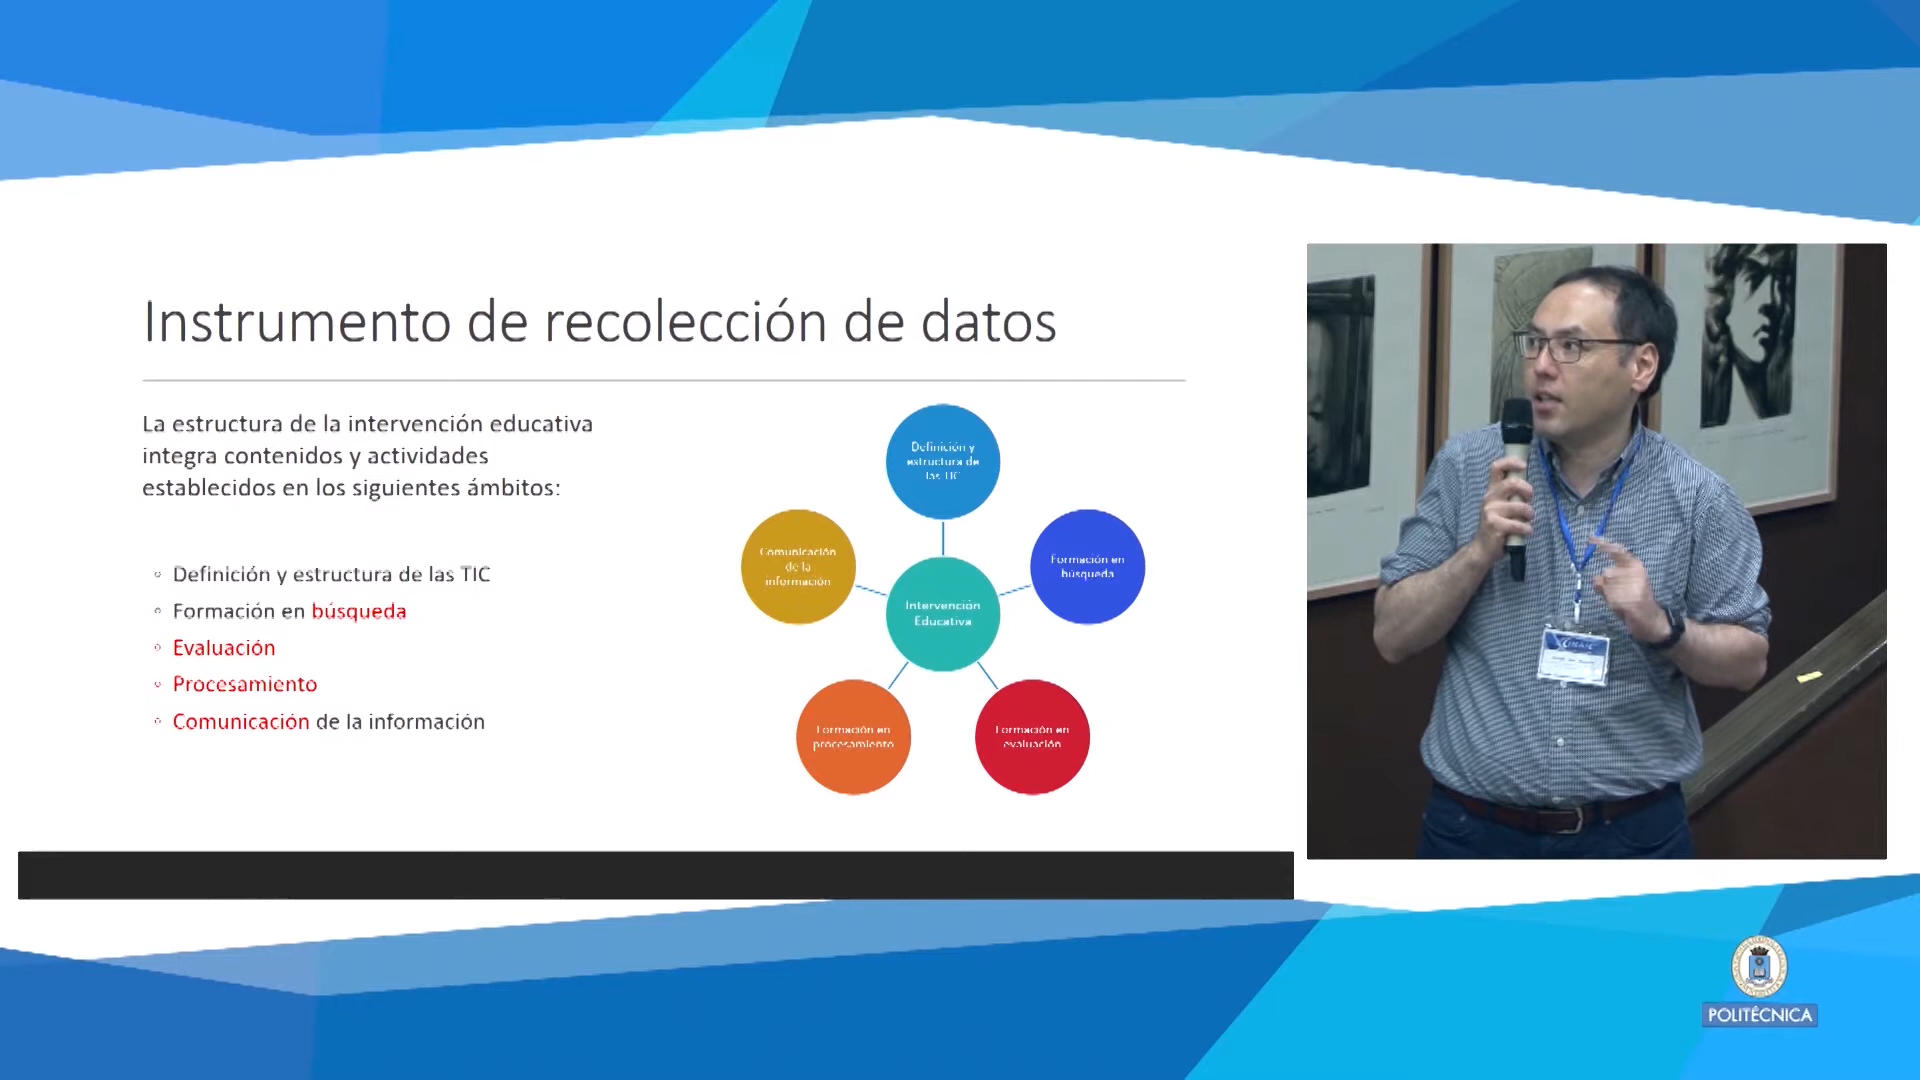 Instrumento de recolección de datos
La estructura de la intervención educativa
integra contenidos y actividades
establecidos en los siguientes ámbitos:
Definición y estructura de las TIC
Formación en búsqueda
Evaluación
Procesamiento
Comunicación de la información
Definición y
estructura de
las TIC
Formación en
búsqueda
Formación en
evaluación
Formación en
procesamiento
Comunicación
de la
información
Intervención
Educativa
POLITÉCNICA